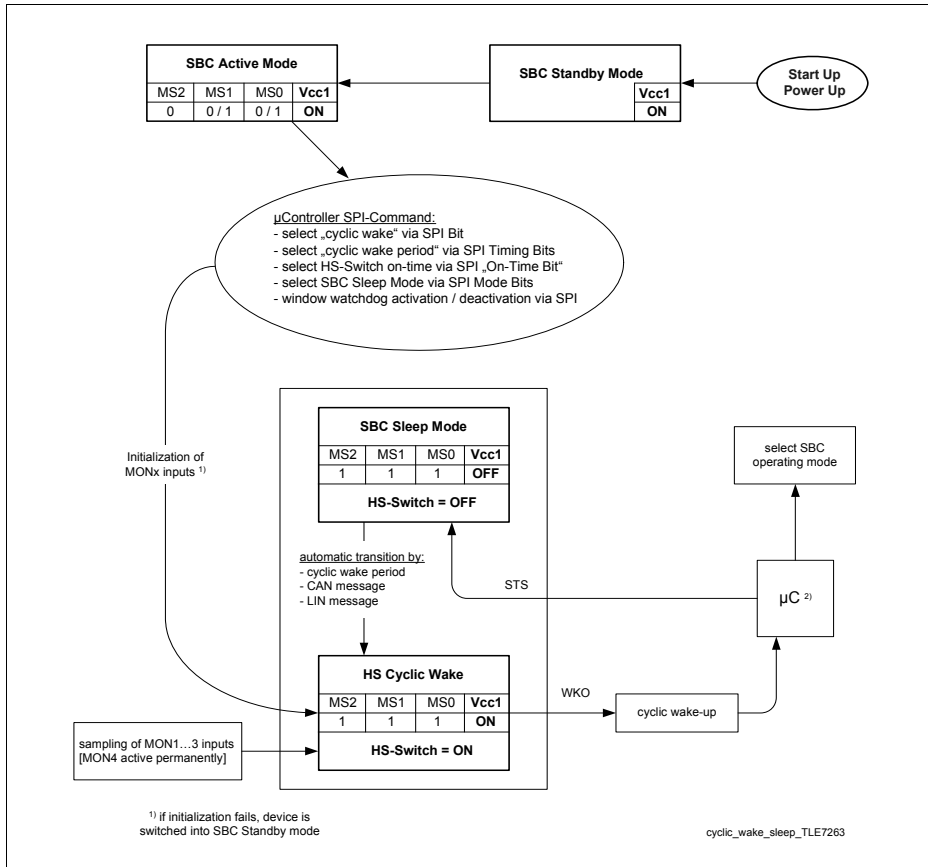 SBC Active Mode
MS2 MS1 MS0 Vcc1
0 0 / 1 0 / 1 ON
SBC Standby Mode
Vcc1
ON
Start Up
Power Up
µController SPI-Command:
- select „cyclic wake“ via SPI Bit
- select „cyclic wake period“ via SPI Timing Bits
- select HS-Switch on-time via SPI „On-Time Bit“
- select SBC Sleep Mode via SPI Mode Bits
- window watchdog activation / deactivation via SPI
Initialization of
MONx inputs 1)
SBC Sleep Mode
MS2 MS1 MS0 Vcc1
1 1 1 OFF
HS-Switch = OFF
automatic transition by:
- cyclic wake period
- CAN message
- LIN message
STS
select SBC
operating mode
µC 2)
HS Cyclic Wake
MS2 MS1 MS0 Vcc1
1 1 1 ON
HS-Switch = ON
WKO
cyclic wake-up
sampling of MON1...3 inputs
[MON4 active permanently]
1) if initialization fails, device is
switched into SBC Standby mode
cyclic_wake_sleep_TLE7263